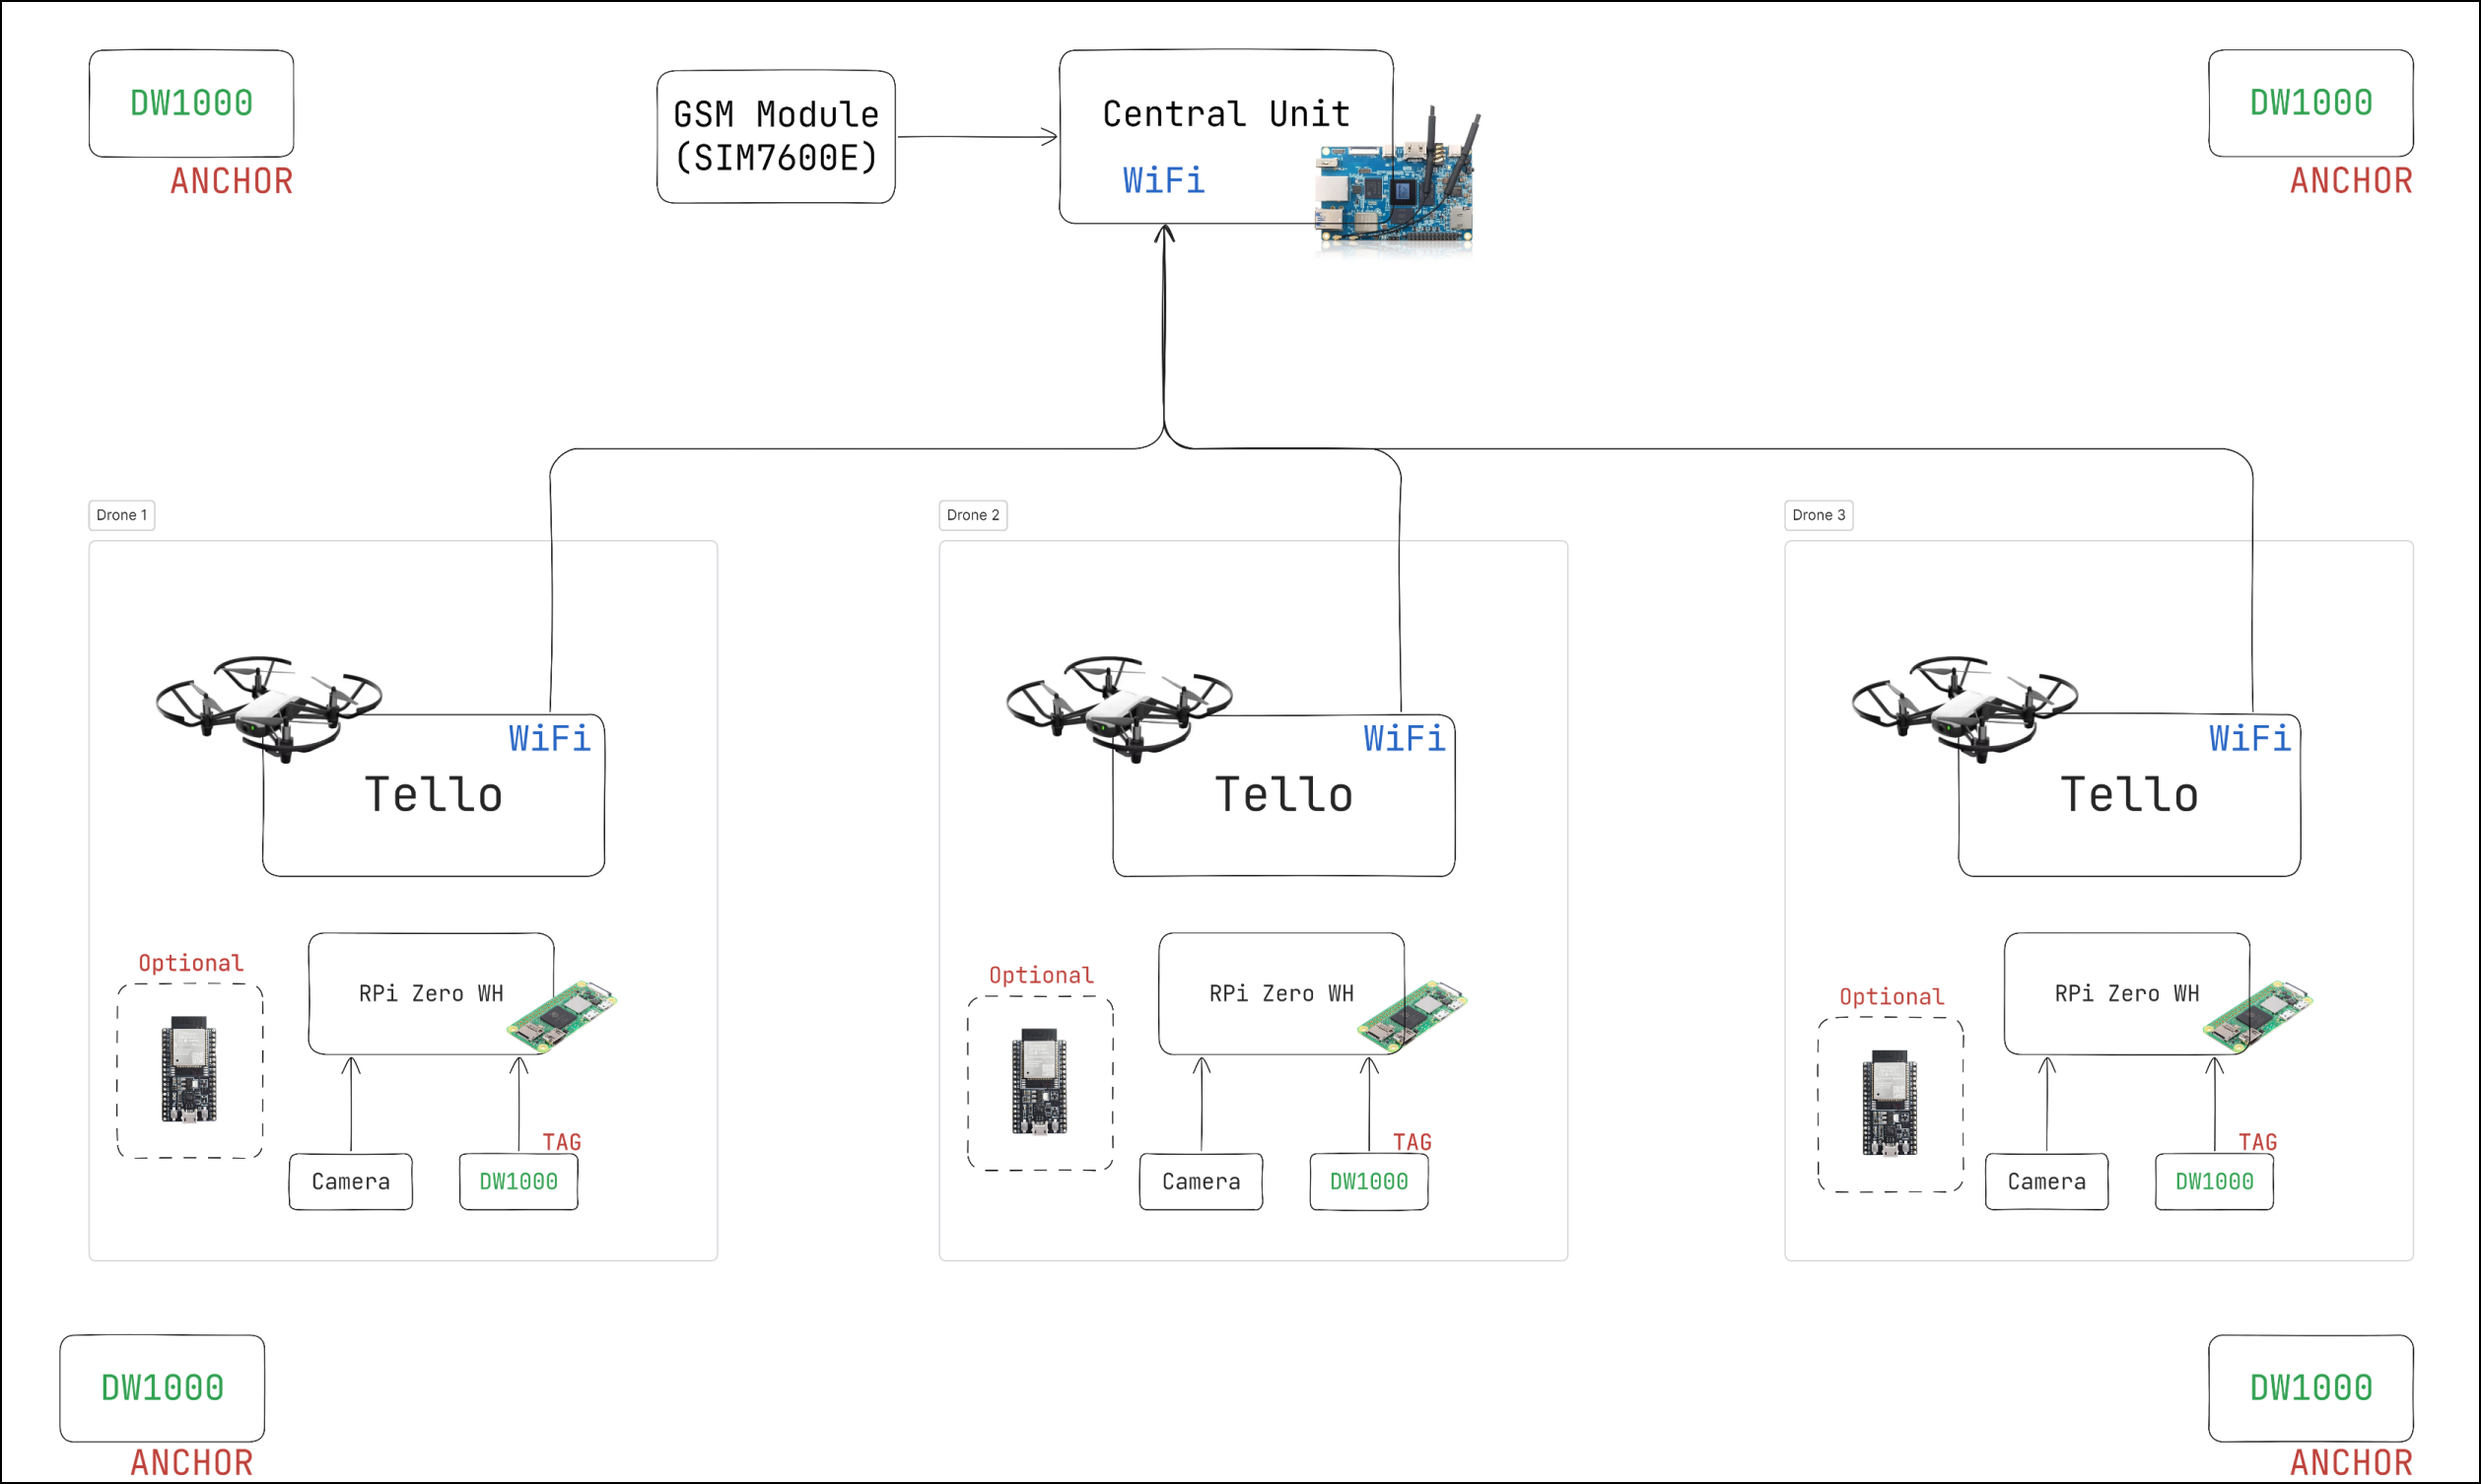 DW1000
ANCHOR
GSM Module
(SIM7600E)
Central Unit
WiFi
DW1000
ANCHOR
Drone 1
WiFi
Tello
Optional
RPi Zero WH
TAG
Camera
DW1000
Drone 2
WiFi
Tello
Optional
RPi Zero WH
TAG
Camera
DW1000
Drone 3
WiFi
Tello
Optional
RPi Zero WH
TAG
Camera
DW1000
DW1000
ANCHOR
DW1000
ANCHOR